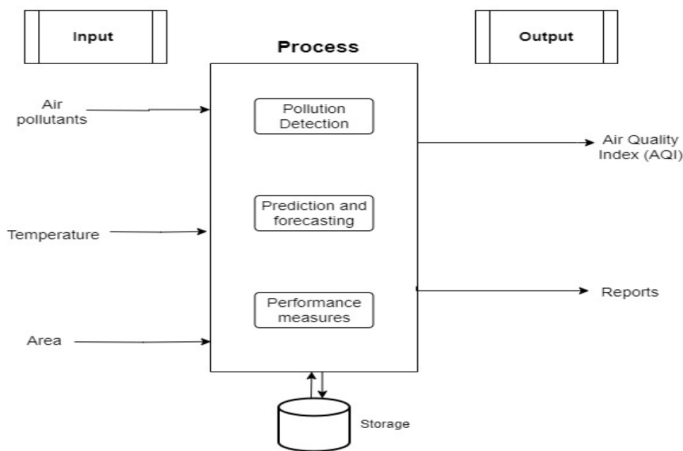 Input
Process
Output
Air
pollutants
Pollution
Detection
Air Quality
Index (AQI)
Temperature
Prediction and
forecasting
Reports
Performance
measures
Area
Storage